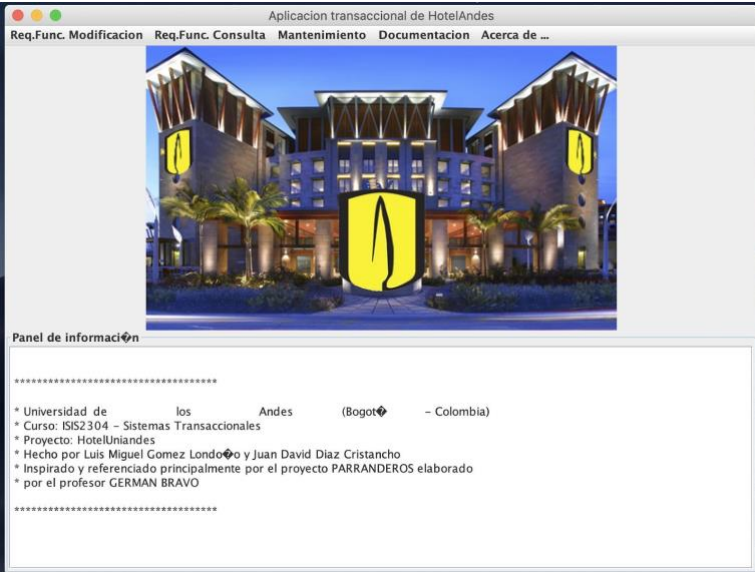 Aplicacion transaccional de HotelAndes
Req.Func. Modificacion Req.Func. Consulta Mantenimiento Documentacion Acerca de ...
Panel de informaci�n
************************************
* Universidad de los Andes (Bogot� - Colombia)
* Curso: ISIS2304 - Sistemas Transaccionales
* Proyecto: HotelUniandes
* Hecho por Luis Miguel Gomez Londo�o y Juan David Diaz Cristancho
* Inspirado y referenciado principalmente por el proyecto PARRANDEROS elaborado
* por el profesor GERMAN BRAVO
************************************